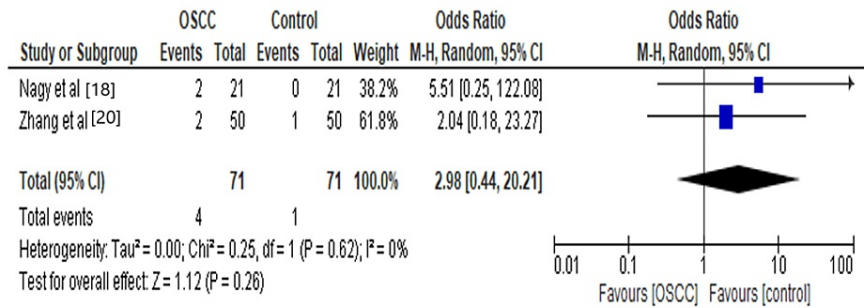 OSCC Control Odds Ratio Odds Ratio
Study or Subgroup Events Total Events Total Weight M-H, Random, 95% CI M-H, Random, 95% CI
Nagy et al [18] 2 21 0 21 38.2% 5.51 [0.25, 122.08]
Zhang et al [20] 2 50 1 50 61.8% 2.04 [0.18, 23.27]
Total (95% CI) 71 71 100.0% 2.98 [0.44, 20.21]
Total events 4 1
Heterogeneity: Tau² = 0.00; Chi² = 0.25, df = 1 (P = 0.62); I² = 0%
Test for overall effect: Z = 1.12 (P = 0.26)
0.01 0.1 1 10 100
Favours [OSCC] Favours [control]